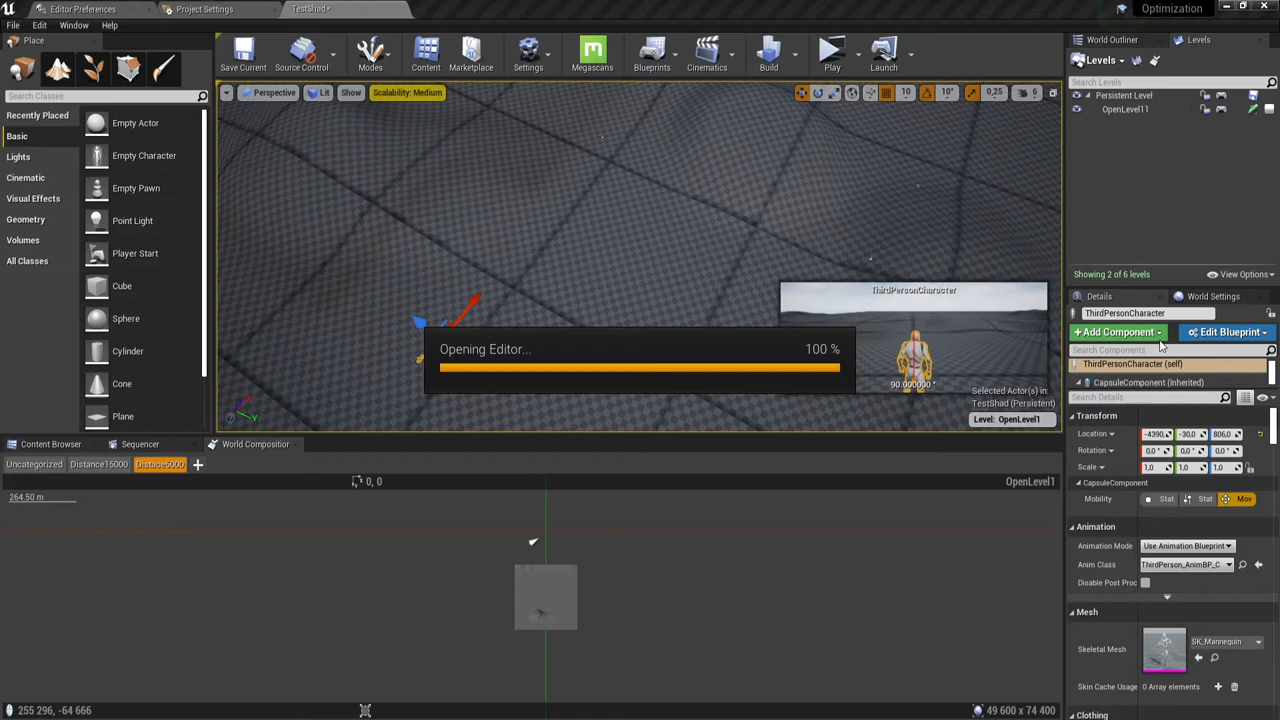 Editor Preferences
Project Settings
TestShad*
Optimization
File Edit Window Help
Place
Search Classes
Recently Placed
Basic
Lights
Cinematic
Visual Effects
Geometry
Volumes
All Classes
Empty Actor
Empty Character
Empty Pawn
Point Light
Player Start
Cube
Sphere
Cylinder
Cone
Plane
Save Current
Source Control
Modes
Content
Marketplace
Settings
Megascans
Blueprints
Cinematics
Build
Play
Launch
Perspective
Lit
Show
Scalability: Medium
10
10°
0,25
6
ThirdPersonCharacter
90.000000 °
Opening Editor... 100 %
Selected Actor(s) in:
TestShad (Persistent)
Level: OpenLevel1
World Outliner
Levels
Levels
Search Levels
Persistent Level
OpenLevel11
Showing 2 of 6 levels
View Options
Details
World Settings
ThirdPersonCharacter
+Add Component
Edit Blueprint
Search Components
ThirdPersonCharacter (self)
CapsuleComponent (Inherited)
Search Details
Transform
Location -4390, -30,0 806,0
Rotation 0,0 ° 0,0 ° 0,0 °
Scale 1,0 1,0 1,0
CapsuleComponent
Mobility Stat Stat Mov
Animation
Animation Mode Use Animation Blueprint
Anim Class ThirdPerson_AnimBP_C
Disable Post Proc
Mesh
Skeletal Mesh SK_Mannequin
Skin Cache Usage 0 Array elements
Clothing
Content Browser
Sequencer
World Composition
Uncategorized
Distance15000
Distace5000
0, 0
OpenLevel1
264.50 m
255 296, -64 666
49 600 x 74 400